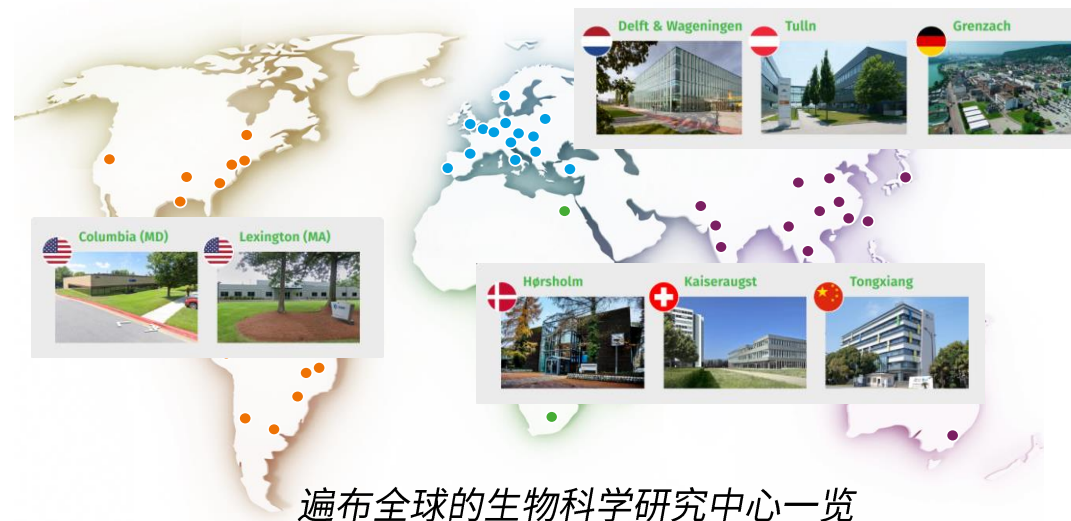 Delft & Wageningen
Tulln
Grenzach
Columbia (MD)
Lexington (MA)
Hørsholm
Kaiseraugst
Tongxiang
遍布全球的生物科学研究中心一览